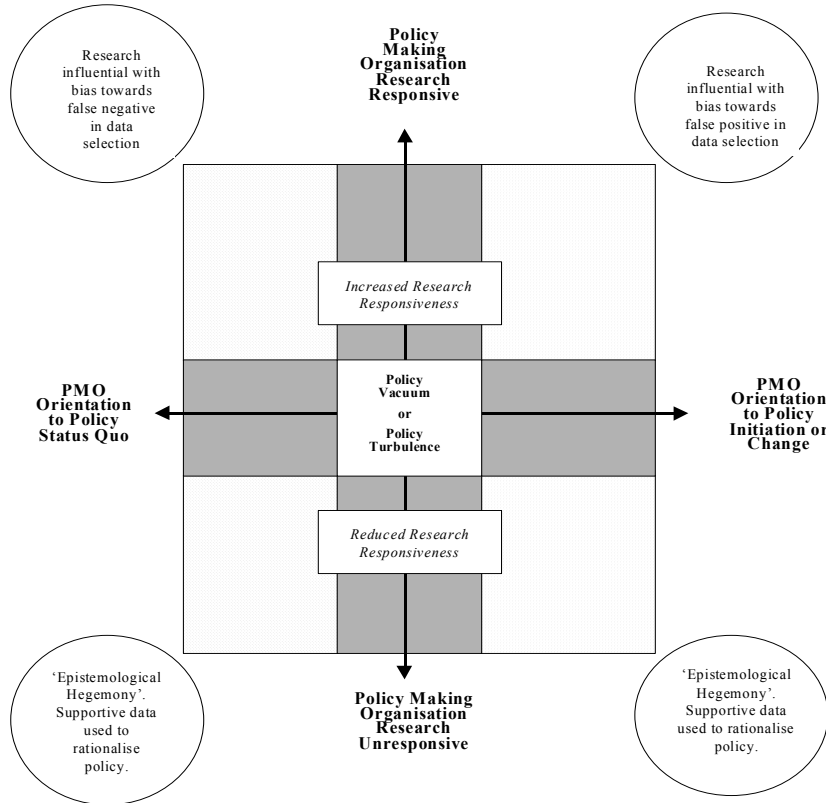 Research
influential with
bias towards
false negative
in data
selection
Policy
Making
Organisation
Research
Responsive
Research
influential with
bias towards
false positive in
data selection
Increased Research
Responsiveness
PMO
Orientation
to Policy
Status Quo
Policy
Vacuum
or
Policy
Turbulence
PMO
Orientation
to Policy
Initiation or
Change
Reduced Research
Responsiveness
‘Epistemological
Hegemony’.
Supportive data
used to
rationalise
policy.
Policy Making
Organisation
Research
Unresponsive
‘Epistemological
Hegemony’.
Supportive data
used to rationalise
policy.